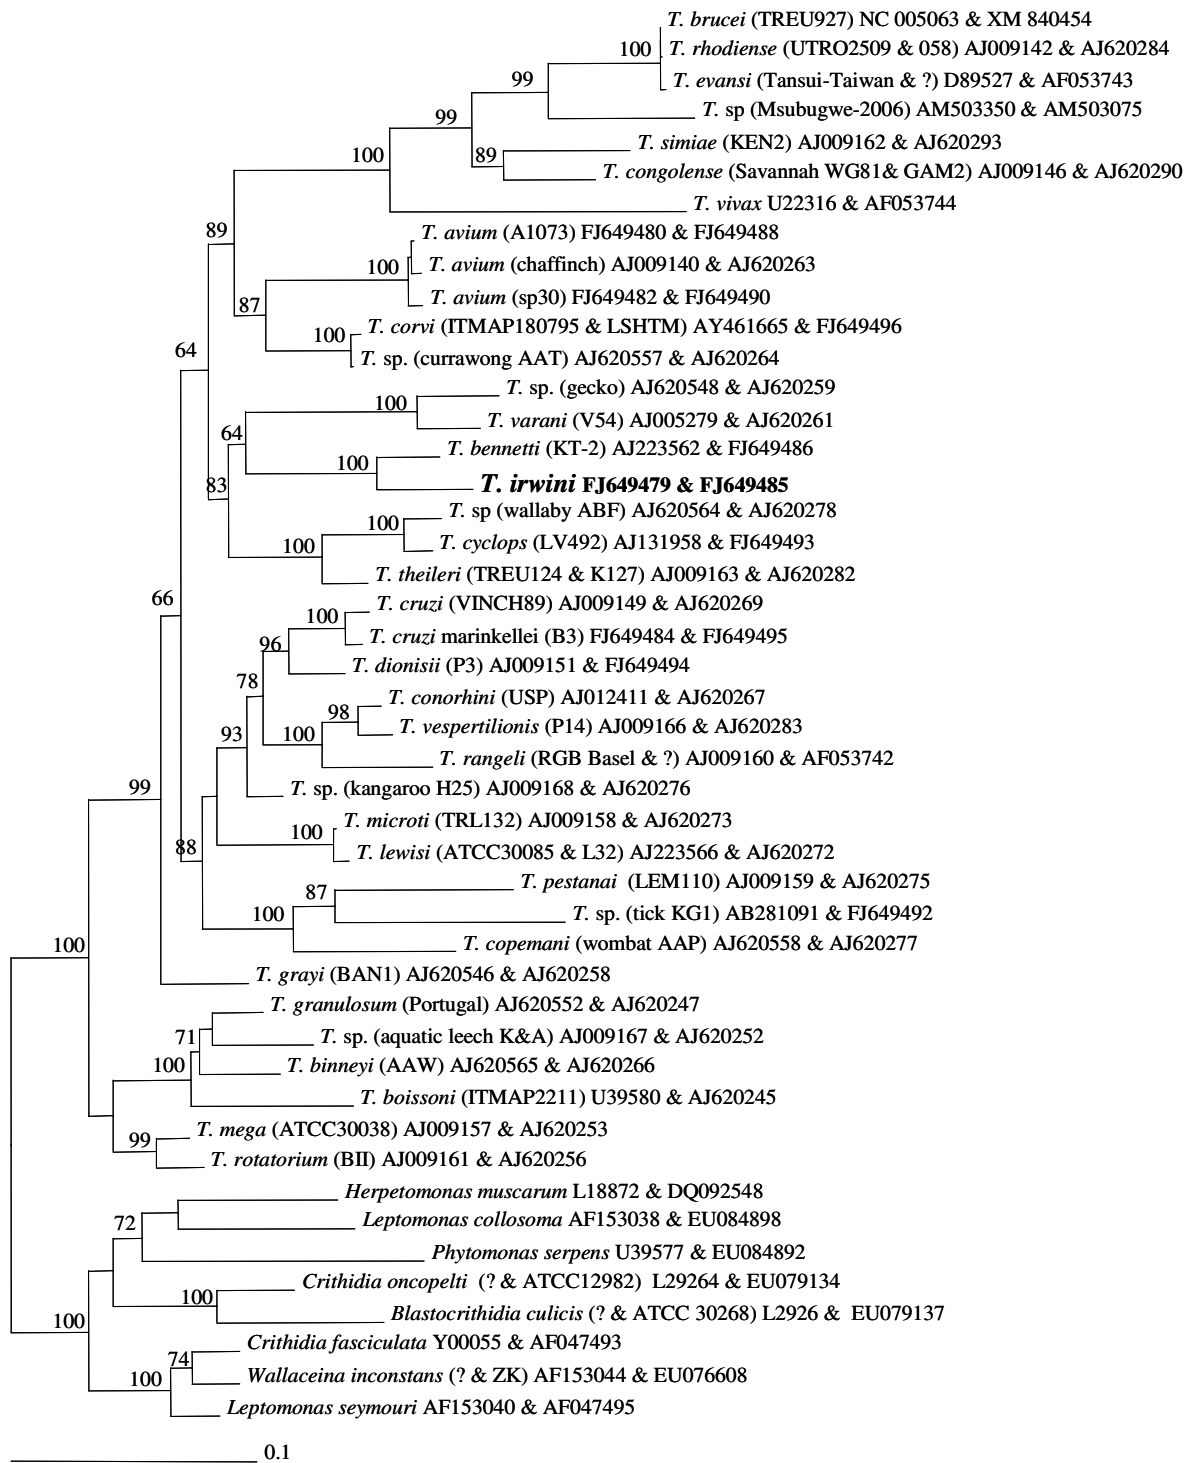 T. brucei (TREU927) NC 005063 & XM 840454
100 T. rhodiense (UTRO2509 & 058) AJ009142 & AJ620284
99 T. evansi (Tansui-Taiwan & ?) D89527 & AF053743
T. sp (Msubugwe-2006) AM503350 & AM503075
99
T. simiae (KEN2) AJ009162 & AJ620293
100 89
T. congolense (Savannah WG81& GAM2) AJ009146 & AJ620290
T. vivax U22316 & AF053744
89 T. avium (A1073) FJ649480 & FJ649488
100 T. avium (chaffinch) AJ009140 & AJ620263
T. avium (sp30) FJ649482 & FJ649490
87
T. corvi (ITMAP180795 & LSHTM) AY461665 & FJ649496
100
64 T. sp. (currawong AAT) AJ620557 & AJ620264
T. sp. (gecko) AJ620548 & AJ620259
100
T. varani (V54) AJ005279 & AJ620261
64
T. bennetti (KT-2) AJ223562 & FJ649486
100
83 T. irwini FJ649479 & FJ649485
T. sp (wallaby ABF) AJ620564 & AJ620278
100
100 T. cyclops (LV492) AJ131958 & FJ649493
T. theileri (TREU124 & K127) AJ009163 & AJ620282
66 T. cruzi (VINCH89) AJ009149 & AJ620269
100
96 T. cruzi marinkellei (B3) FJ649484 & FJ649495
T. dionisii (P3) AJ009151 & FJ649494
78
T. conorhini (USP) AJ012411 & AJ620267
98
93 100 T. vespertilionis (P14) AJ009166 & AJ620283
T. rangeli (RGB Basel & ?) AJ009160 & AF053742
99 T. sp. (kangaroo H25) AJ009168 & AJ620276
T. microti (TRL132) AJ009158 & AJ620273
100
88 T. lewisi (ATCC30085 & L32) AJ223566 & AJ620272
T. pestanai (LEM110) AJ009159 & AJ620275
87
100 T. sp. (tick KG1) AB281091 & FJ649492
100 T. copemani (wombat AAP) AJ620558 & AJ620277
T. grayi (BAN1) AJ620546 & AJ620258
T. granulosum (Portugal) AJ620552 & AJ620247
71 T. sp. (aquatic leech K&A) AJ009167 & AJ620252
100 T. binneyi (AAW) AJ620565 & AJ620266
T. boissoni (ITMAP2211) U39580 & AJ620245
T. mega (ATCC30038) AJ009157 & AJ620253
99
T. rotatorium (BII) AJ009161 & AJ620256
Herpetomonas muscarum L18872 & DQ092548
72 Leptomonas collosoma AF153038 & EU084898
Phytomonas serpens U39577 & EU084892
Crithidia oncopelti (? & ATCC12982) L29264 & EU079134
100
100 Blastocrithidia culicis (? & ATCC 30268) L2926 & EU079137
Crithidia fasciculata Y00055 & AF047493
74
100 Wallaceina inconstans (? & ZK) AF153044 & EU076608
Leptomonas seymouri AF153040 & AF047495
0.1